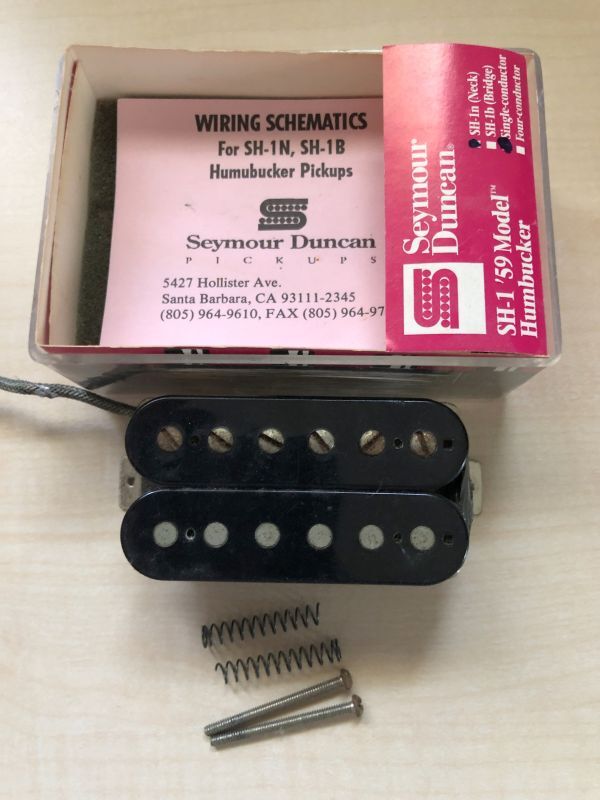 WIRING SCHEMATICS
For SH-1N, SH-1B
Humubucker Pickups
Seymour Duncan
PICKUPS
5427 Hollister Ave.
Santa Barbara, CA 93111-2345
(805) 964-9610, FAX (805) 964-97
Seymour
Duncan®
SH-1 '59 Model™
Humbucker
SH-1n (Neck)
SH-1b (Bridge)
Single-conductor
Four-conductor